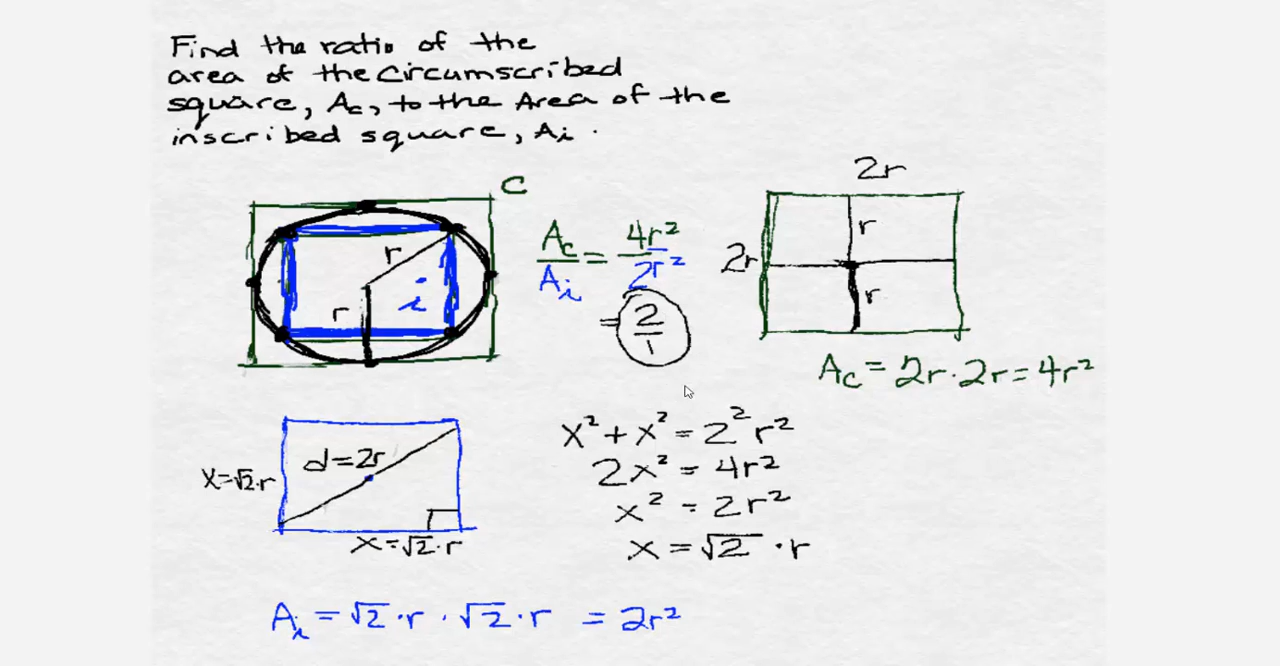 Find the ratio of the
area of the Circumscribed
square, Ac, to the Area of the
inscribed square, Ai.
C
r
r
i
Ac/Ai = 4r²/2r²
= 2/1
2r
2r
r
r
Ac = 2r·2r = 4r²
d=2r
x=√2·r
x=√2·r
x² + x² = 2²r²
2x² = 4r²
x² = 2r²
x = √2 · r
Ai = √2·r · √2·r = 2r²